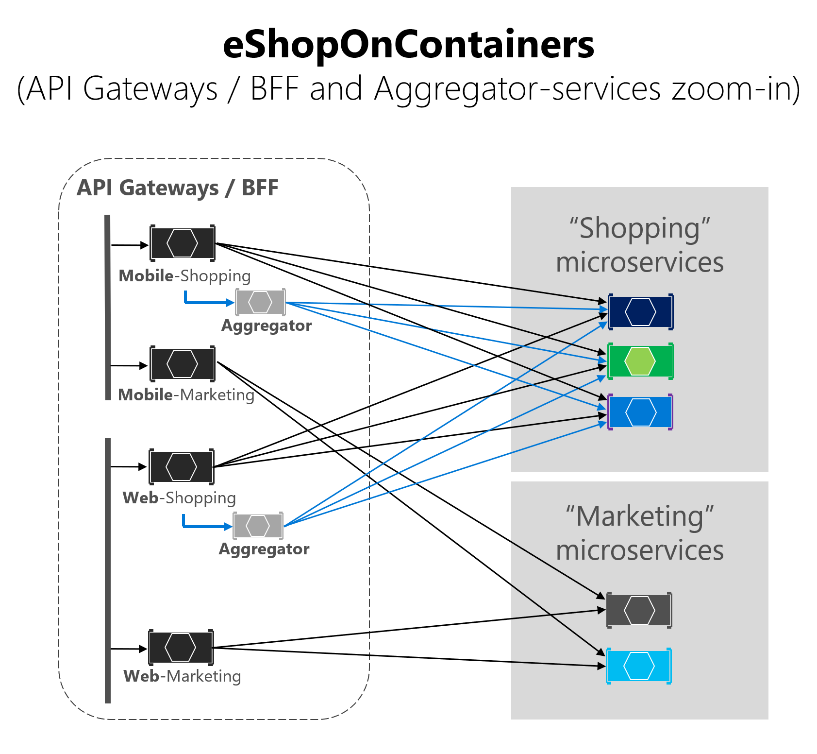 eShopOnContainers
(API Gateways / BFF and Aggregator-services zoom-in)
API Gateways / BFF
Mobile-Shopping
Aggregator
Mobile-Marketing
Web-Shopping
Aggregator
Web-Marketing
“Shopping”
microservices
“Marketing”
microservices